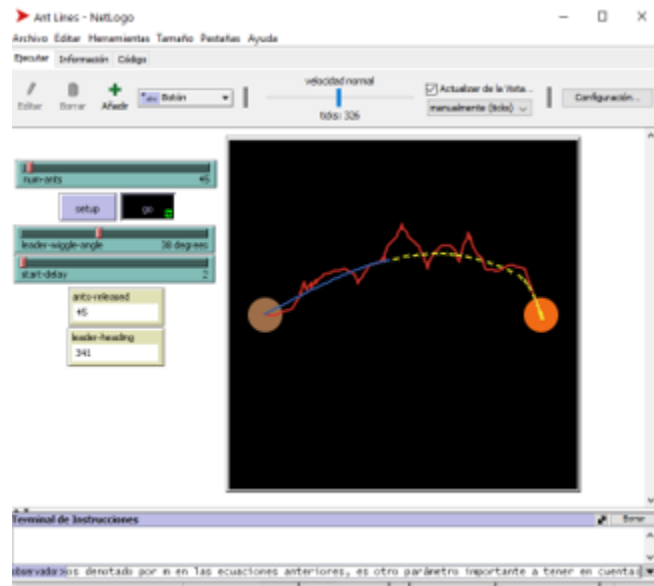 Ant Lines - NetLogo
Archivo Editar Herramientas Tamaño Pestañas Ayuda
Ejecutar Información Código
velocidad normal
Editar Borrar Añadir Botón
ticks: 326
Actualizar de la Vista...
manualmente (ticks)
Configuración...
num-ants 45
setup go
leader-wiggle-angle 38 degrees
start-delay 2
ants-released
45
leader-heading
341
Terminal de Instrucciones Borrar
observador> os denotado por m en las ecuaciones anteriores, es otro parámetro importante a tener en cuenta